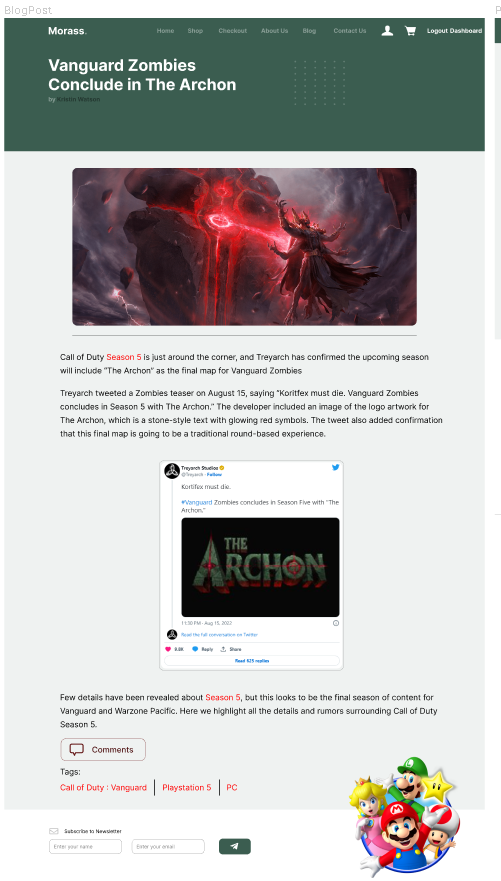 BlogPost
P
Morass.
Home Shop Checkout About Us Blog Contact Us Logout Dashboard
Vanguard Zombies
Conclude in The Archon
by Kristin Watson
Call of Duty Season 5 is just around the corner, and Treyarch has confirmed the upcoming season
will include “The Archon” as the final map for Vanguard Zombies
Treyarch tweeted a Zombies teaser on August 15, saying “Koritfex must die. Vanguard Zombies
concludes in Season 5 with The Archon.” The developer included an image of the logo artwork for
The Archon, which is a stone-style text with glowing red symbols. The tweet also added confirmation
that this final map is going to be a traditional round-based experience.
Treyarch Studios
@Treyarch · Follow
Kortifex must die.
#Vanguard Zombies concludes in Season Five with "The
Archon."
THE
ARCHON
11:30 PM · Aug 15, 2022
Read the full conversation on Twitter
9.8K Reply Share
Read 625 replies
Few details have been revealed about Season 5, but this looks to be the final season of content for
Vanguard and Warzone Pacific. Here we highlight all the details and rumors surrounding Call of Duty
Season 5.
Comments
Tags:
Call of Duty : Vanguard Playstation 5 PC
Subscribe to Newsletter
Enter your name Enter your email